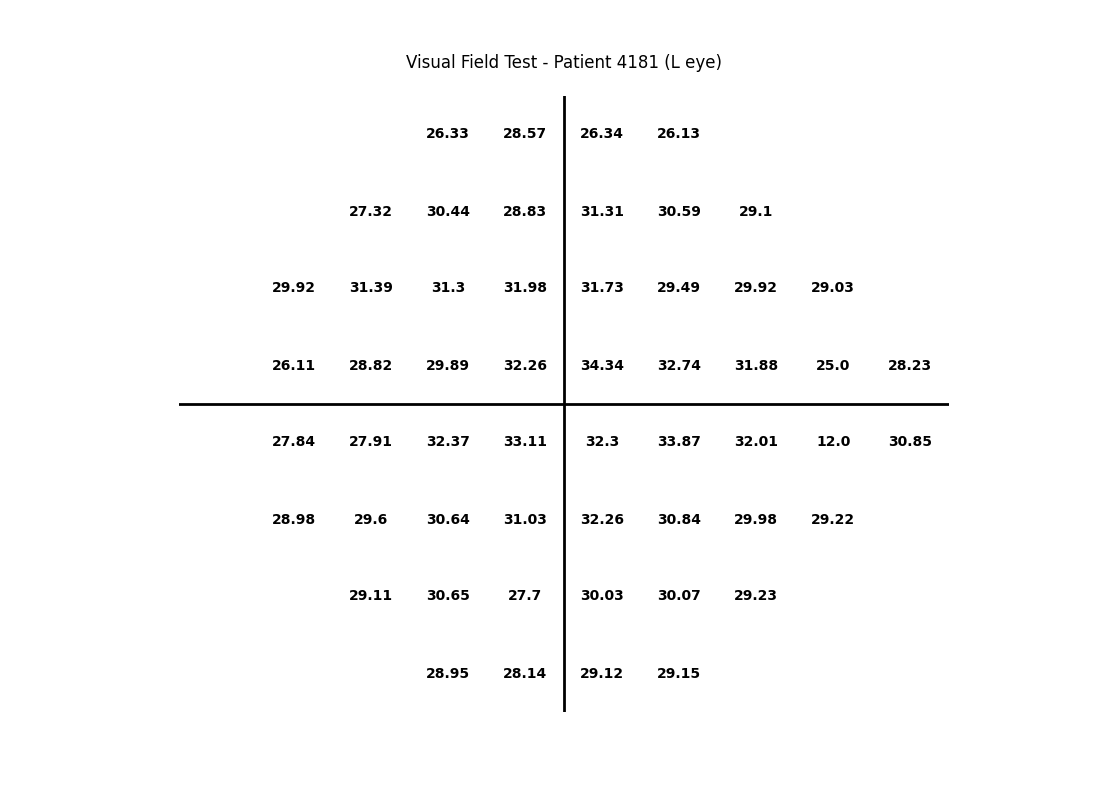 Visual Field Test - Patient 4181 (L eye)
26.33 28.57 26.34 26.13
27.32 30.44 28.83 31.31 30.59 29.1
29.92 31.39 31.3 31.98 31.73 29.49 29.92 29.03
26.11 28.82 29.89 32.26 34.34 32.74 31.88 25.0 28.23
27.84 27.91 32.37 33.11 32.3 33.87 32.01 12.0 30.85
28.98 29.6 30.64 31.03 32.26 30.84 29.98 29.22
29.11 30.65 27.7 30.03 30.07 29.23
28.95 28.14 29.12 29.15